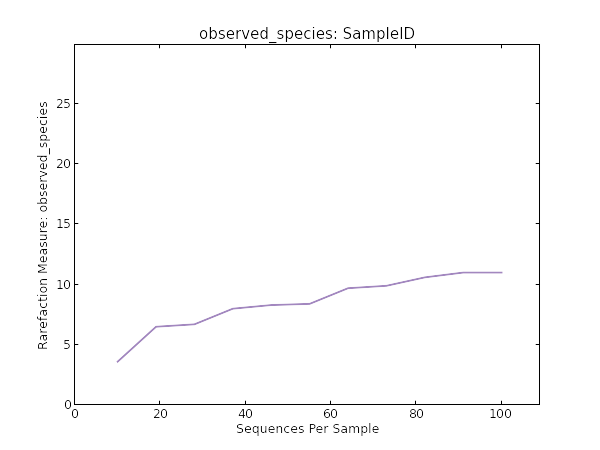 observed_species: SampleID
Rarefaction Measure: observed_species
25
20
15
10
5
0
0 20 40 60 80 100
Sequences Per Sample